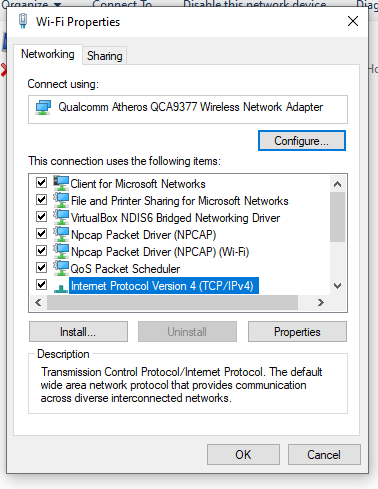 Organize
Connect To
Disable this network device
Wi-Fi Properties
Networking
Sharing
Connect using:
Qualcomm Atheros QCA9377 Wireless Network Adapter
Configure...
This connection uses the following items:
Client for Microsoft Networks
File and Printer Sharing for Microsoft Networks
VirtualBox NDIS6 Bridged Networking Driver
Npcap Packet Driver (NPCAP)
Npcap Packet Driver (NPCAP) (Wi-Fi)
QoS Packet Scheduler
Internet Protocol Version 4 (TCP/IPv4)
Install...
Uninstall
Properties
Description
Transmission Control Protocol/Internet Protocol. The default
wide area network protocol that provides communication
across diverse interconnected networks.
OK
Cancel